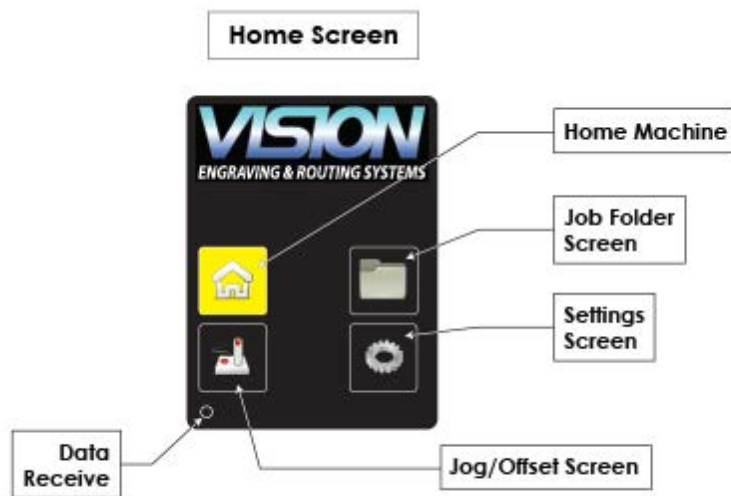 Home Screen
VISION
ENGRAVING & ROUTING SYSTEMS
Home Machine
Job Folder
Screen
Settings
Screen
Data
Receive
Jog/Offset Screen